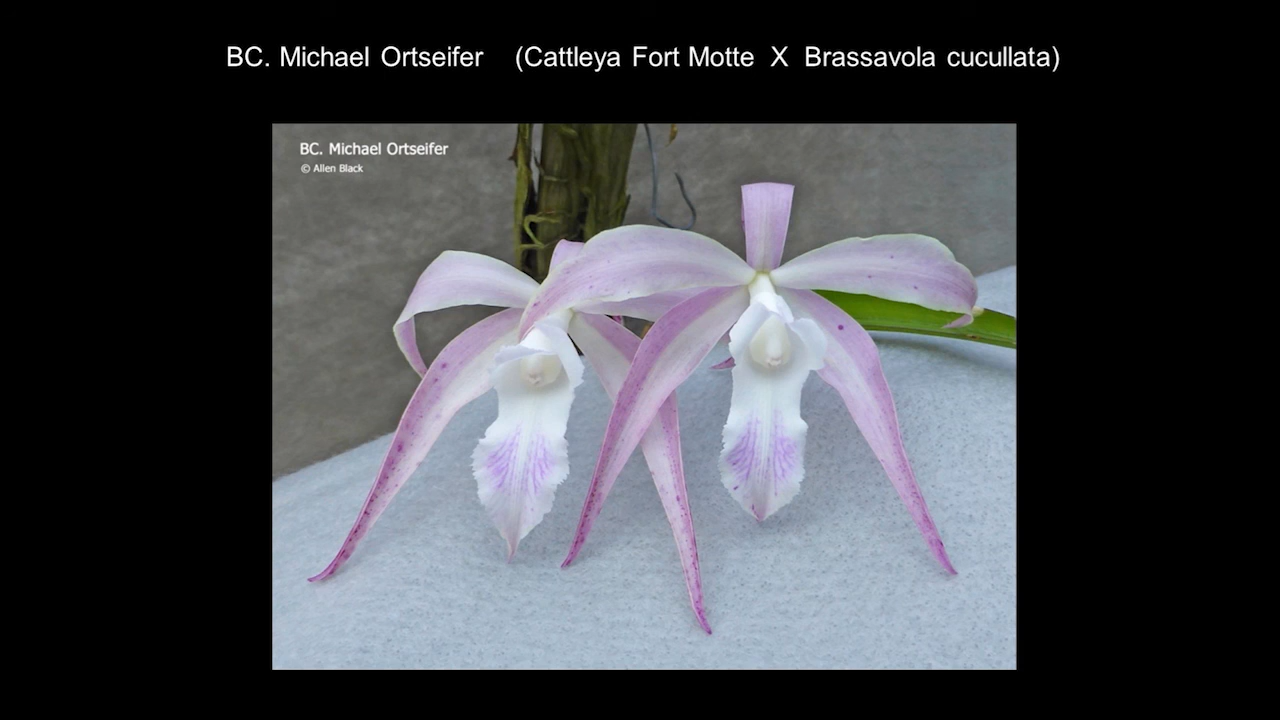 BC. Michael Ortseifer (Cattleya Fort Motte X Brassavola cucullata)
BC. Michael Ortseifer
© Allen Black